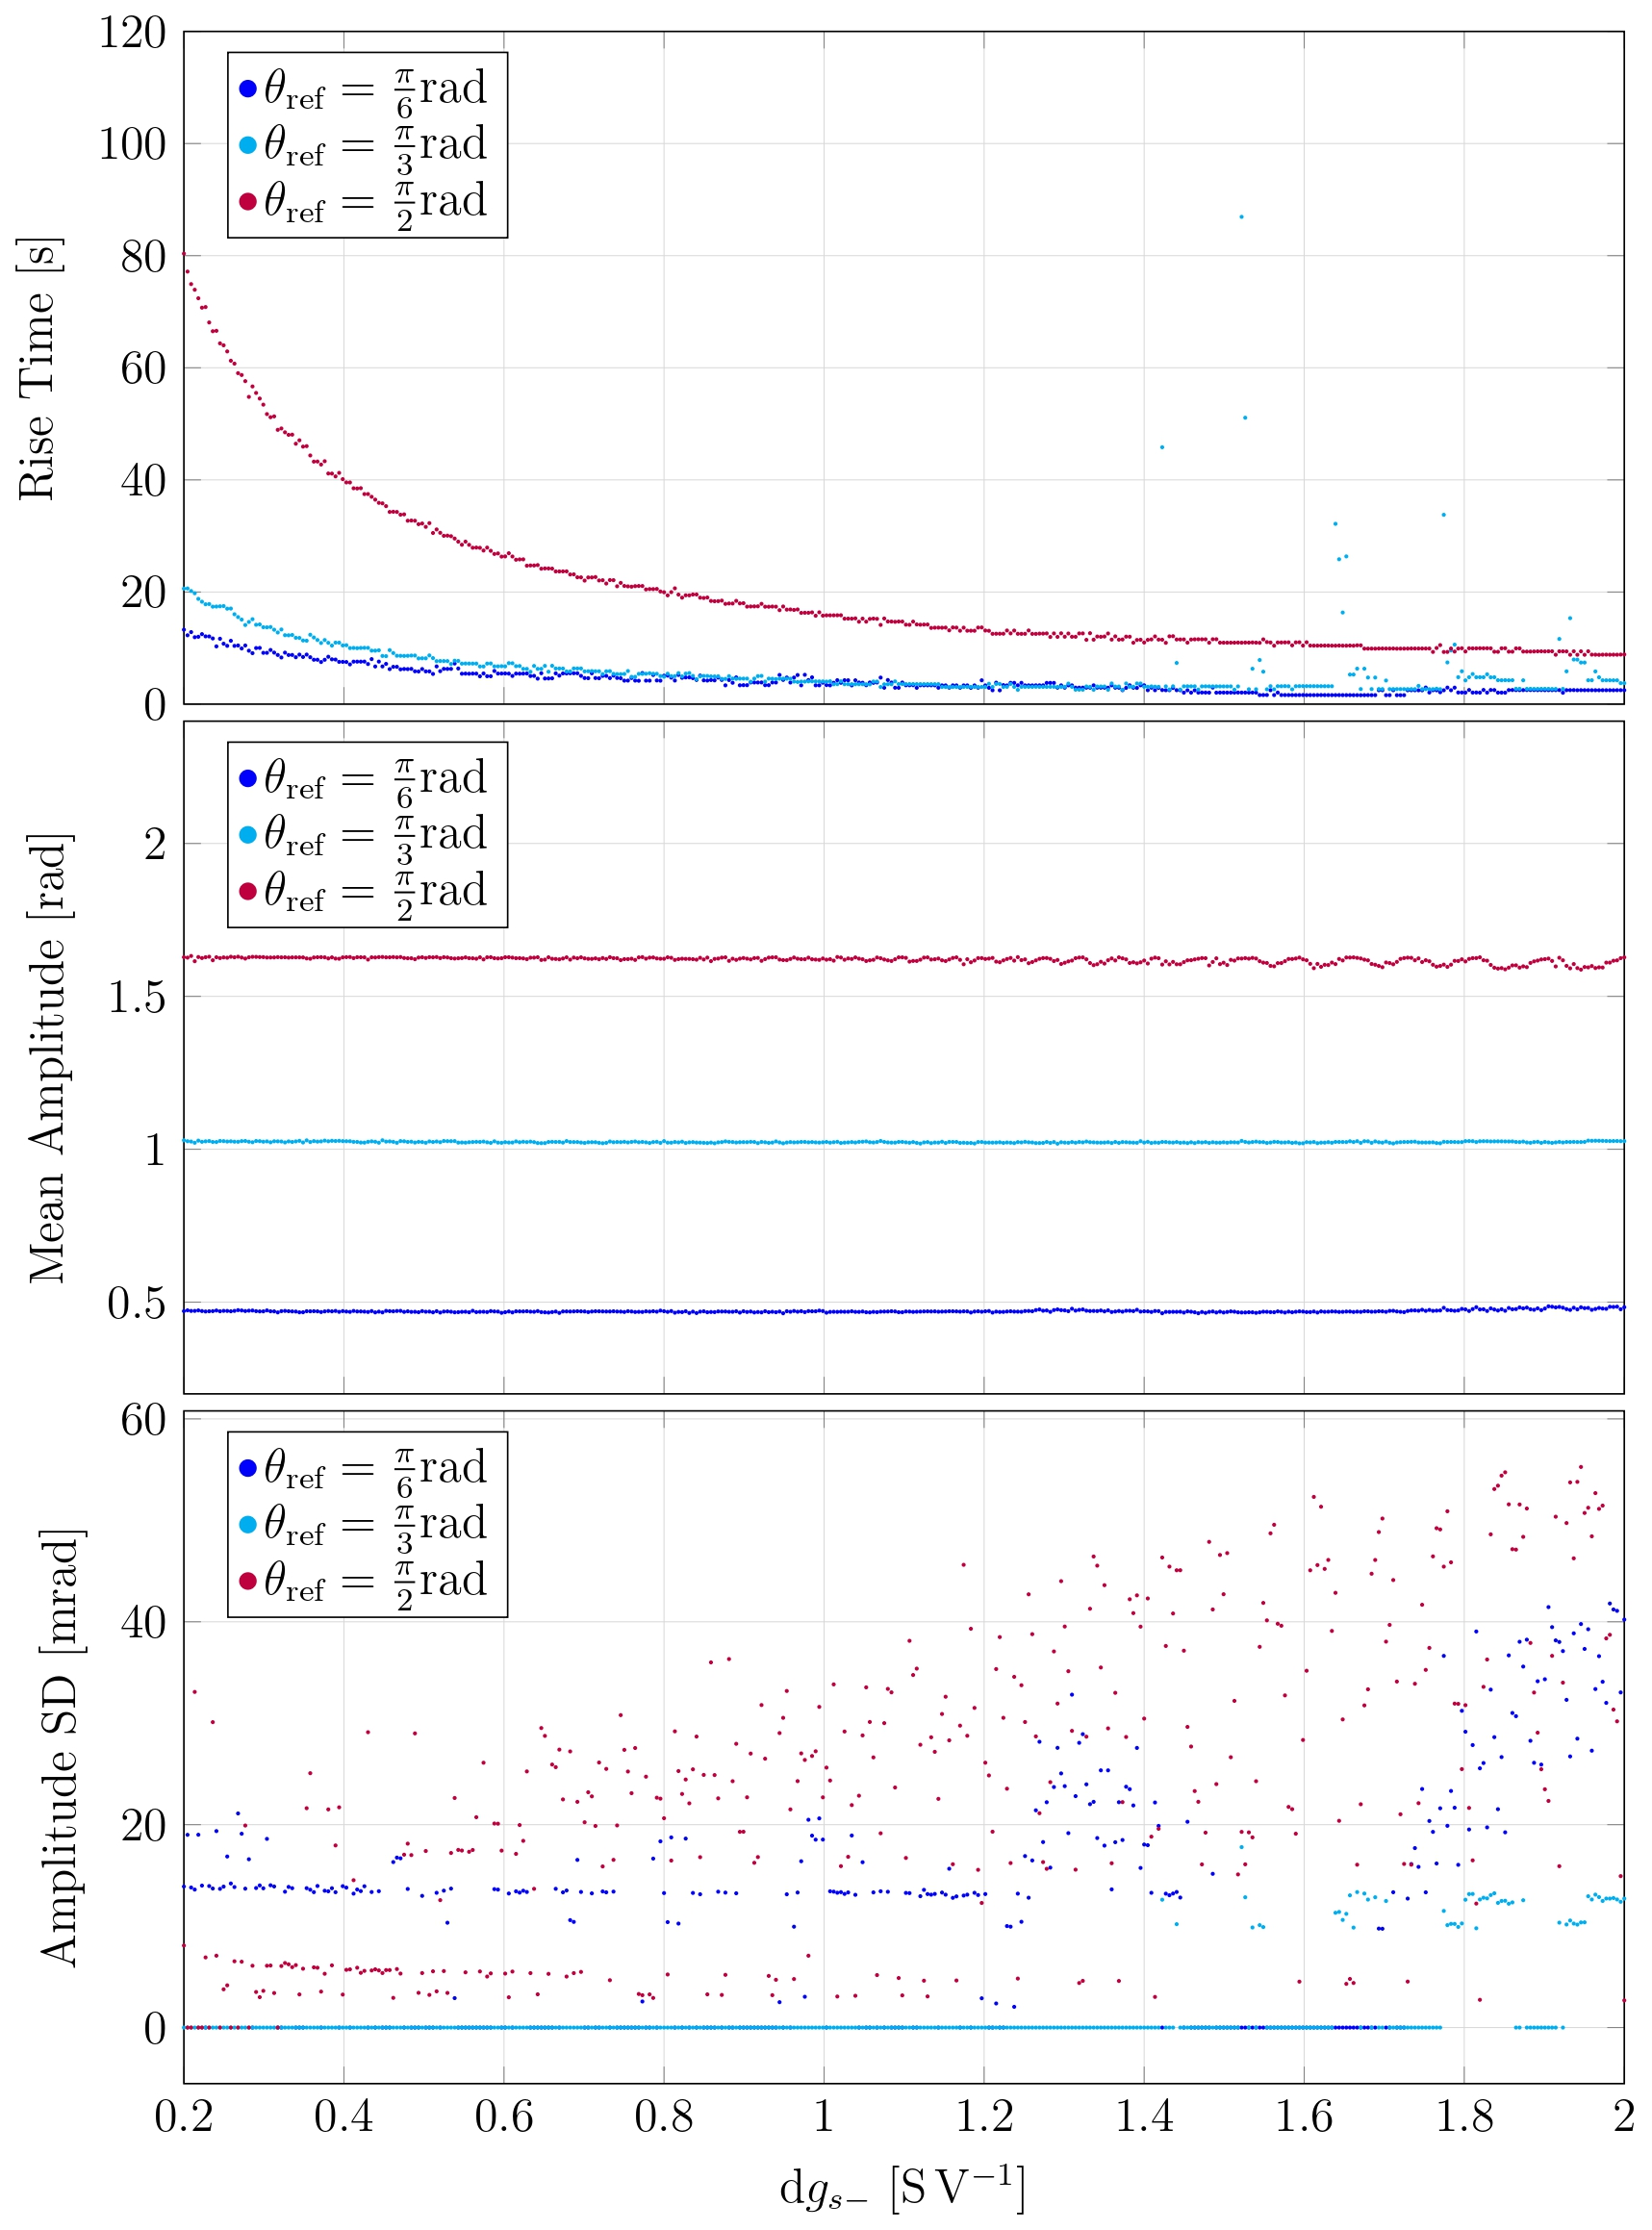 120
100
80
60
40
20
0
Rise Time [s]
θref = π/6 rad
θref = π/3 rad
θref = π/2 rad
2
1.5
1
0.5
Mean Amplitude [rad]
θref = π/6 rad
θref = π/3 rad
θref = π/2 rad
60
40
20
0
Amplitude SD [mrad]
θref = π/6 rad
θref = π/3 rad
θref = π/2 rad
0.2 0.4 0.6 0.8 1 1.2 1.4 1.6 1.8 2
dgs− [S V⁻¹]